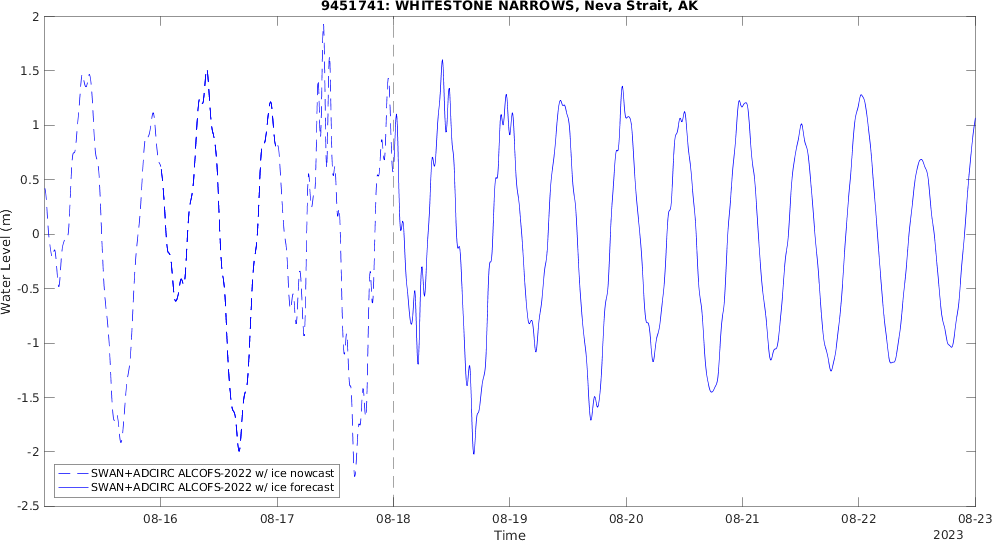 9451741: WHITESTONE NARROWS, Neva Strait, AK
Water Level (m)
2
1.5
1
0.5
0
-0.5
-1
-1.5
-2
-2.5
SWAN+ADCIRC ALCOFS-2022 w/ ice nowcast
SWAN+ADCIRC ALCOFS-2022 w/ ice forecast
08-16 08-17 08-18 08-19 08-20 08-21 08-22 08-23
Time
2023